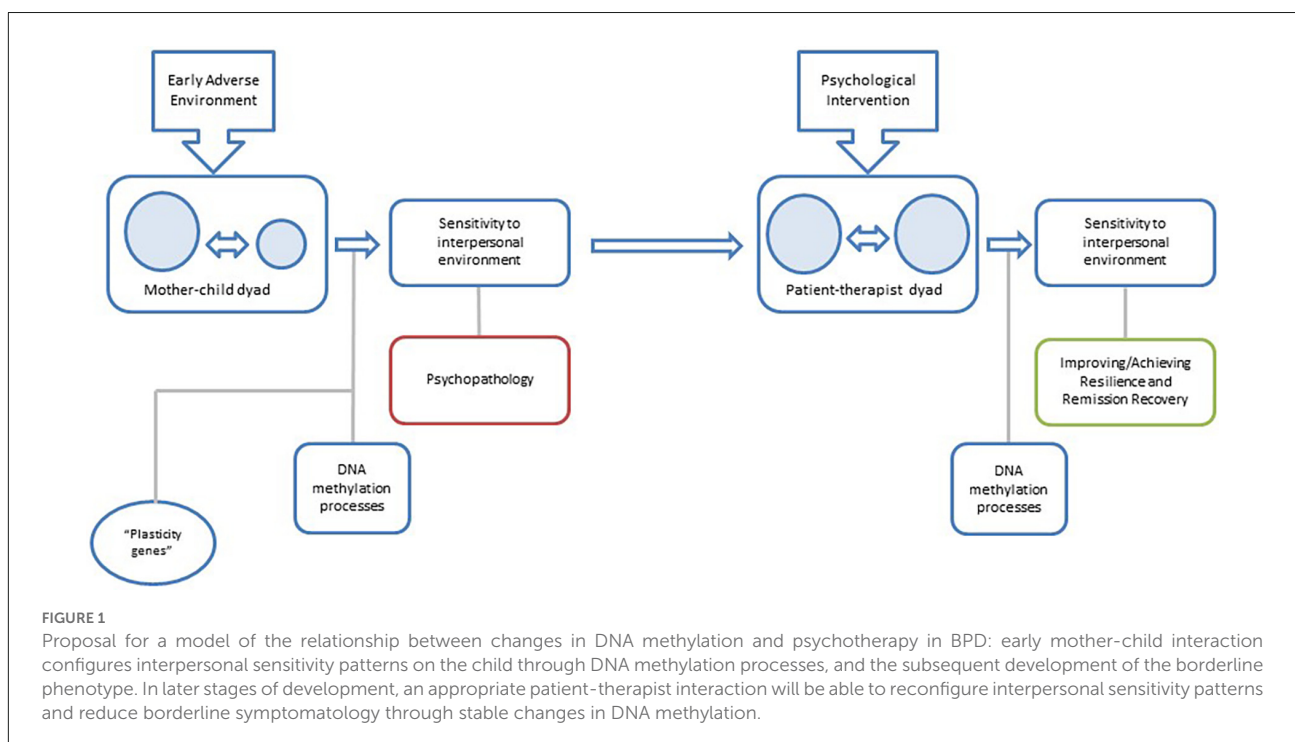 Early Adverse
Environment
Psychological
Intervention
Mother-child dyad
Sensitivity to
interpersonal
environment
Patient-therapist dyad
Sensitivity to
interpersonal
environment
Psychopathology
Improving/Achieving
Resilience and
Remission Recovery
DNA
methylation
processes
DNA
methylation
processes
"Plasticity
genes"
FIGURE 1
Proposal for a model of the relationship between changes in DNA methylation and psychotherapy in BPD: early mother-child interaction
configures interpersonal sensitivity patterns on the child through DNA methylation processes, and the subsequent development of the borderline
phenotype. In later stages of development, an appropriate patient-therapist interaction will be able to reconfigure interpersonal sensitivity patterns
and reduce borderline symptomatology through stable changes in DNA methylation.